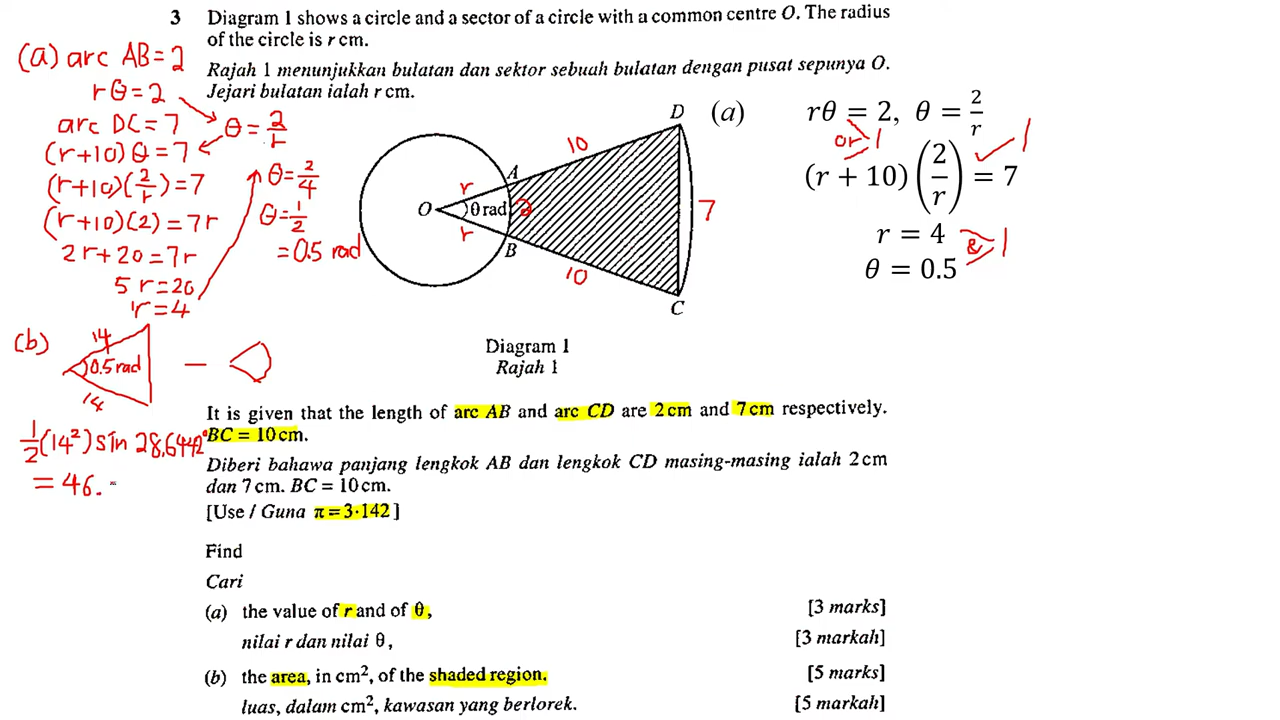 3 Diagram 1 shows a circle and a sector of a circle with a common centre O. The radius
of the circle is r cm.
Rajah 1 menunjukkan bulatan dan sektor sebuah bulatan dengan pusat sepunya O.
Jejari bulatan ialah r cm.
(a) arc AB = 2
rθ = 2
arc DC = 7
(r+10)θ = 7
(r+10)(2/r) = 7
(r+10)(2) = 7r
2r+20 = 7r
5r = 20
r = 4
θ = 2/r
θ = 2/4
θ = 1/2
= 0.5 rad
D
10
A
r
O
θ rad
2
7
r
B
10
C
(a) rθ = 2, θ = 2/r
or 1
(r + 10)(2/r) = 7
1
r = 4
& 1
θ = 0.5
Diagram 1
Rajah 1
(b)
14
0.5 rad
14
−
1/2 (14²) sin 28.6442°
= 46.
It is given that the length of arc AB and arc CD are 2 cm and 7 cm respectively.
BC = 10 cm.
Diberi bahawa panjang lengkok AB dan lengkok CD masing-masing ialah 2 cm
dan 7 cm. BC = 10 cm.
[Use / Guna π = 3·142]
Find
Cari
(a) the value of r and of θ, [3 marks]
nilai r dan nilai θ, [3 markah]
(b) the area, in cm², of the shaded region. [5 marks]
luas, dalam cm², kawasan yang berlorek. [5 markah]